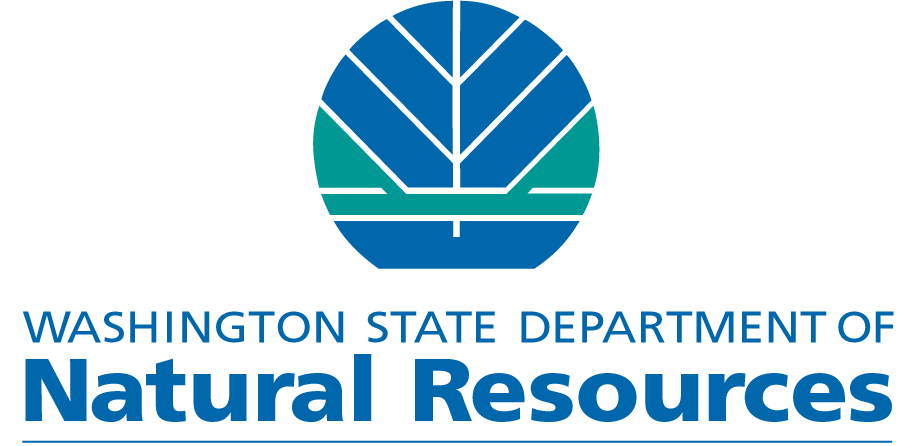 WASHINGTON STATE DEPARTMENT OF
Natural Resources